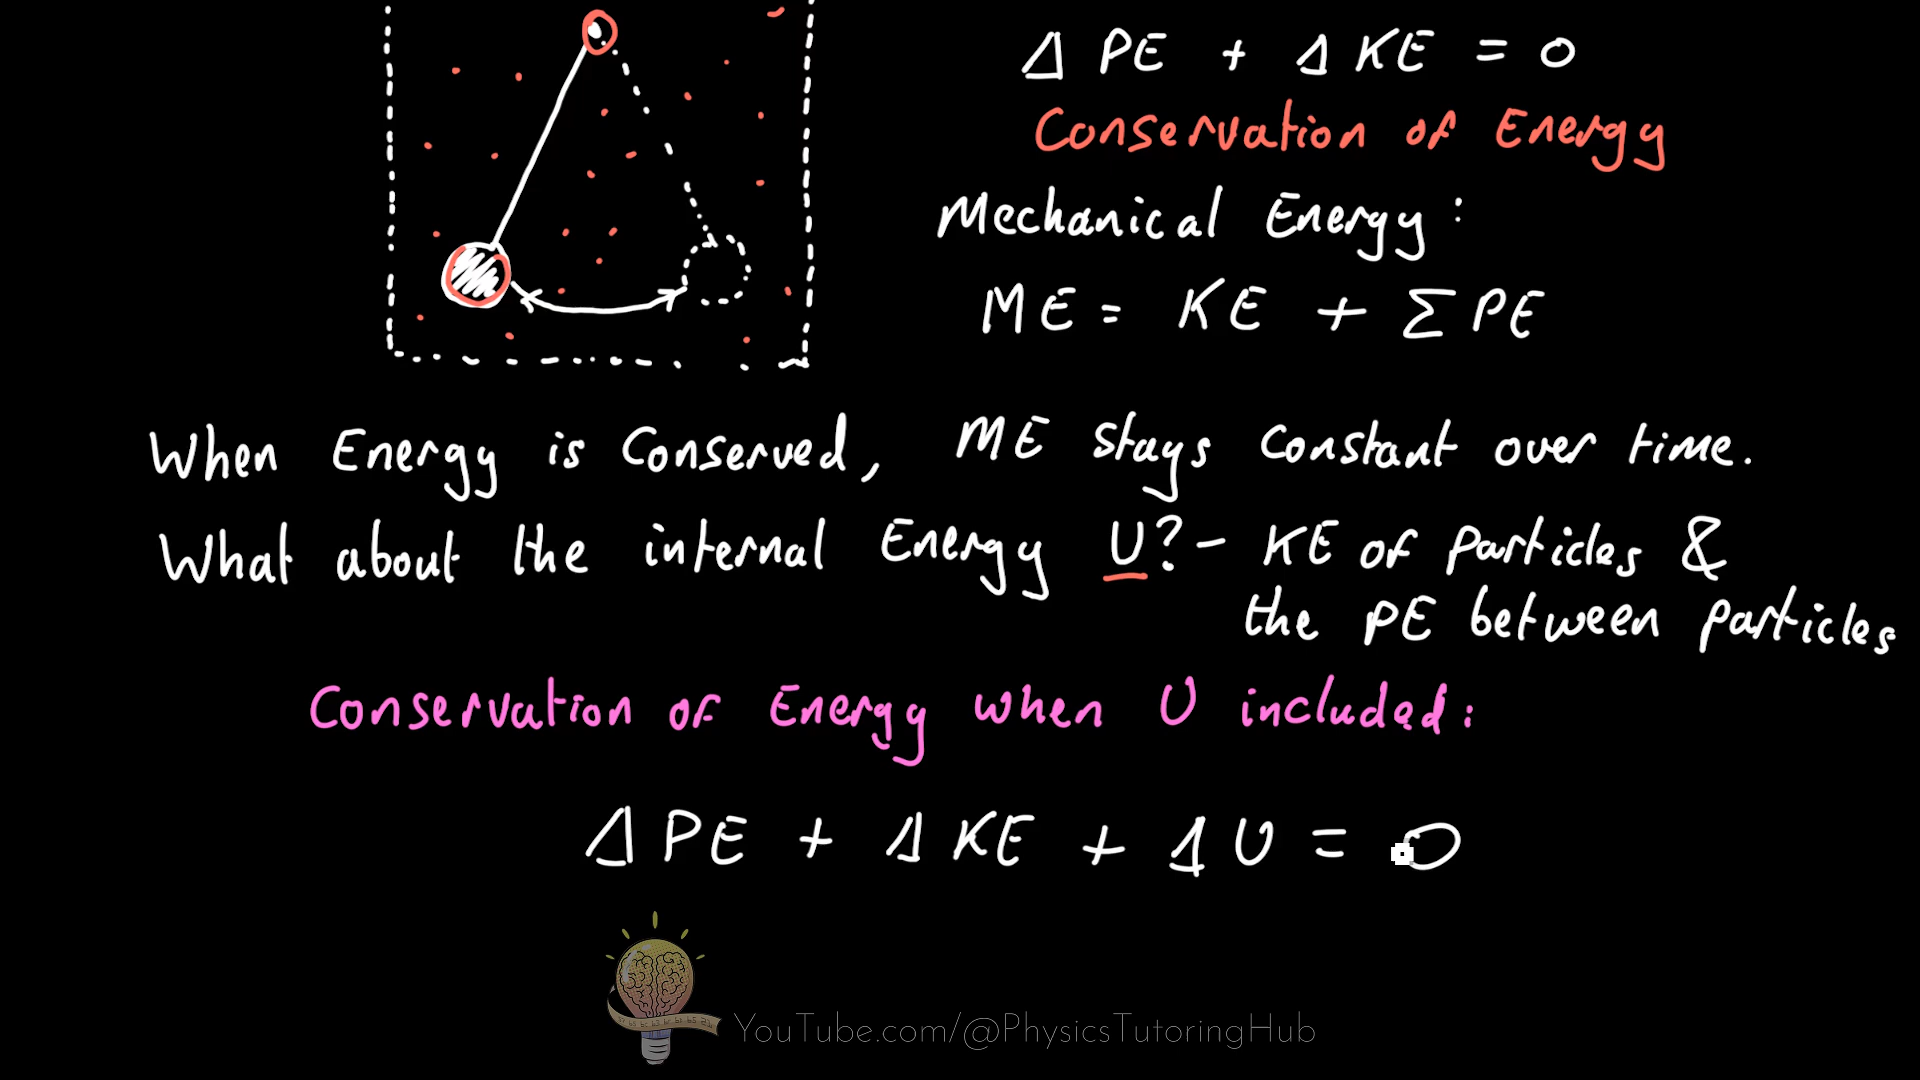 Δ PE + Δ KE = 0
Conservation of Energy
Mechanical Energy:
ME = KE + Σ PE
When Energy is Conserved, ME stays constant over time.
What about the internal Energy U? - KE of particles &
the PE between particles
Conservation of Energy when U included:
Δ PE + Δ KE + Δ U = 0
YouTube.com/@PhysicsTutoringHub